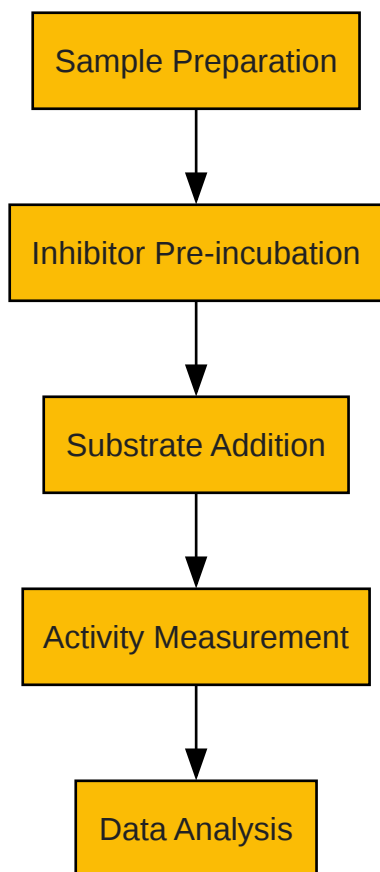 Sample Preparation
Inhibitor Pre-incubation
Substrate Addition
Activity Measurement
Data Analysis